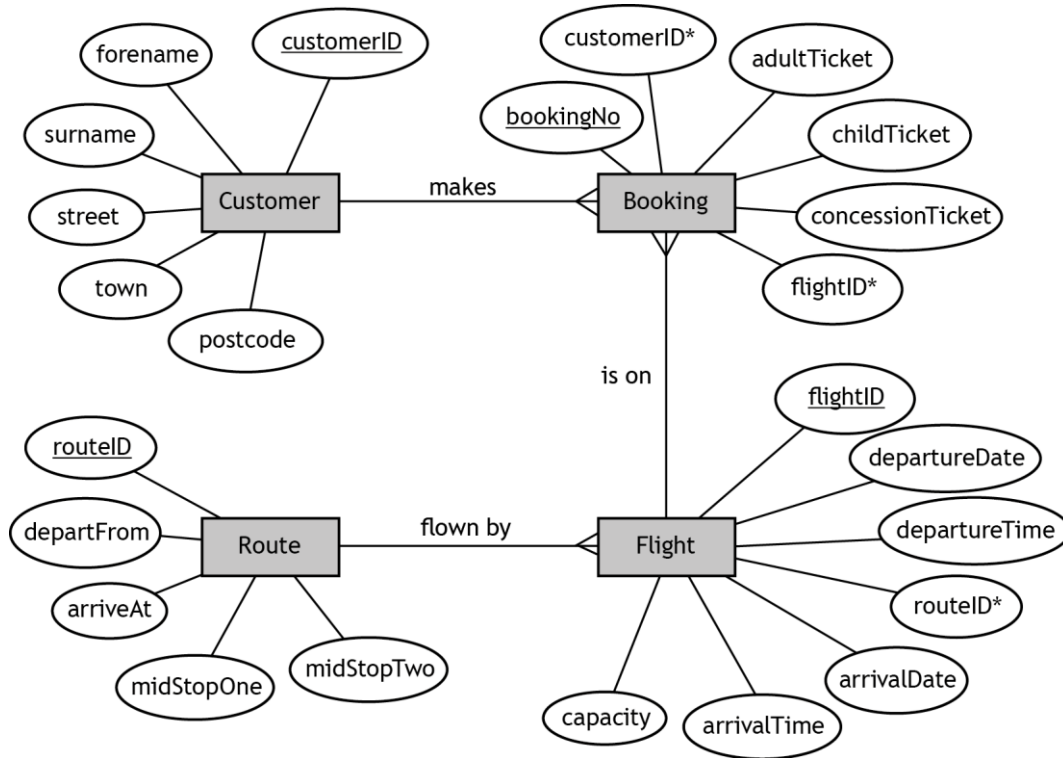 customerID
forename
surname
street
town
postcode
Customer
makes
customerID*
adultTicket
bookingNo
childTicket
Booking
concessionTicket
flightID*
is on
routeID
departFrom
arriveAt
midStopOne
midStopTwo
Route
flown by
flightID
departureDate
departureTime
Flight
routeID*
arrivalDate
capacity
arrivalTime